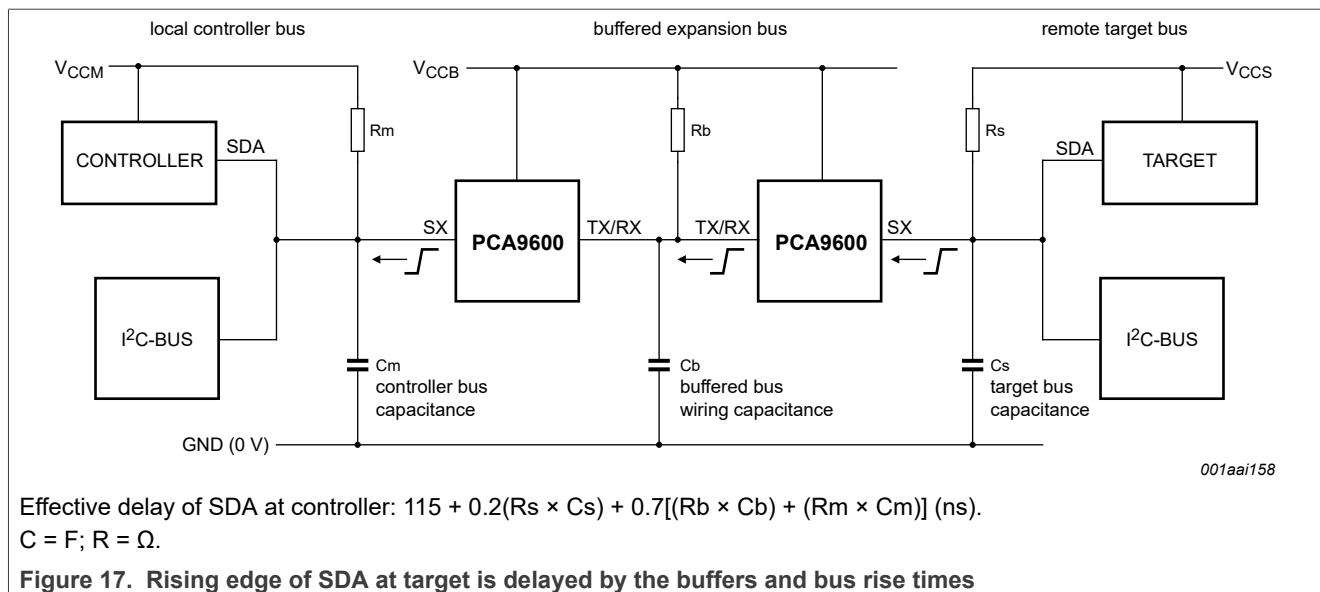 local controller bus
buffered expansion bus
remote target bus
VCCM
VCCB
VCCS
Rm
Rb
Rs
CONTROLLER
SDA
SDA
TARGET
SX
PCA9600
TX/RX
TX/RX
PCA9600
SX
I²C-BUS
I²C-BUS
Cm
controller bus
capacitance
Cb
buffered bus
wiring capacitance
Cs
target bus
capacitance
GND (0 V)
001aai158
Effective delay of SDA at controller: 115 + 0.2(Rs × Cs) + 0.7[(Rb × Cb) + (Rm × Cm)] (ns).
C = F; R = Ω.
Figure 17. Rising edge of SDA at target is delayed by the buffers and bus rise times